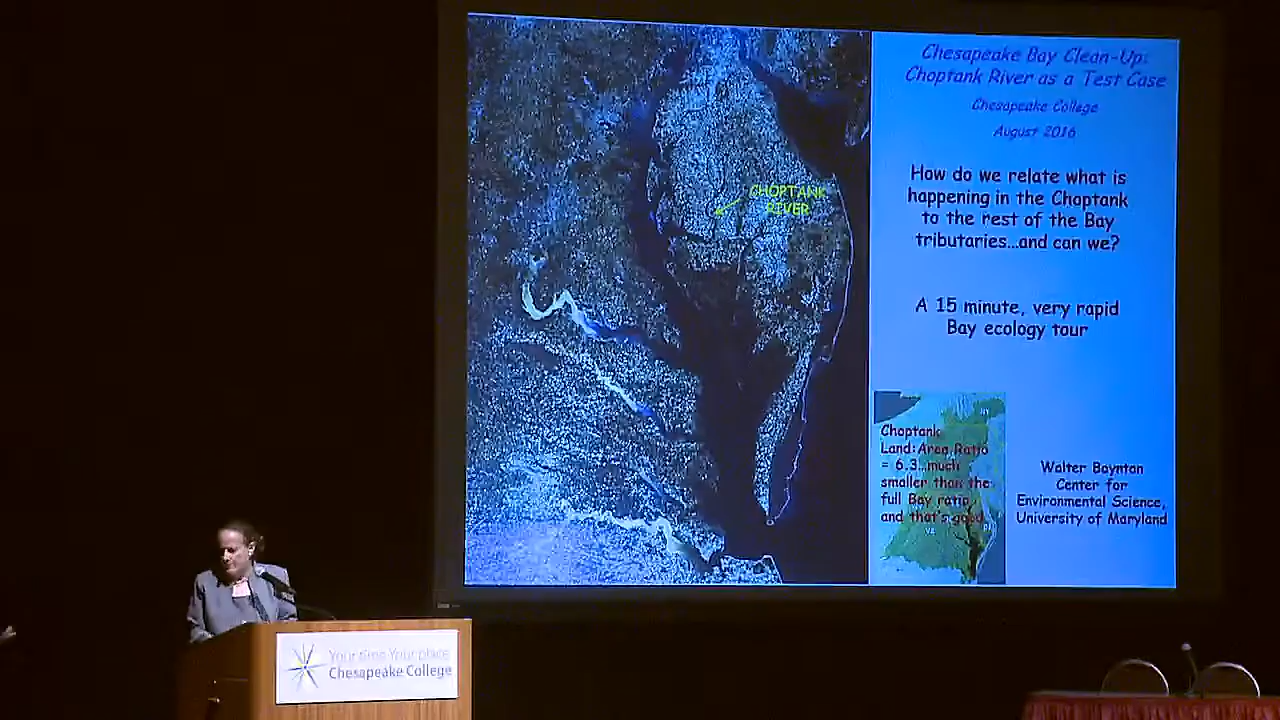 Chesapeake Bay Clean-Up:
Choptank River as a Test Case
Chesapeake College
August 2016
How do we relate what is
happening in the Choptank
to the rest of the Bay
tributaries...and can we?
A 15 minute, very rapid
Bay ecology tour
CHOPTANK
RIVER
Choptank
Land:Area Ratio
= 6.3...much
smaller than the
full Bay ratio
and that's good
NY
VA
Walter Boynton
Center for
Environmental Science,
University of Maryland
Your time Your place
Chesapeake College